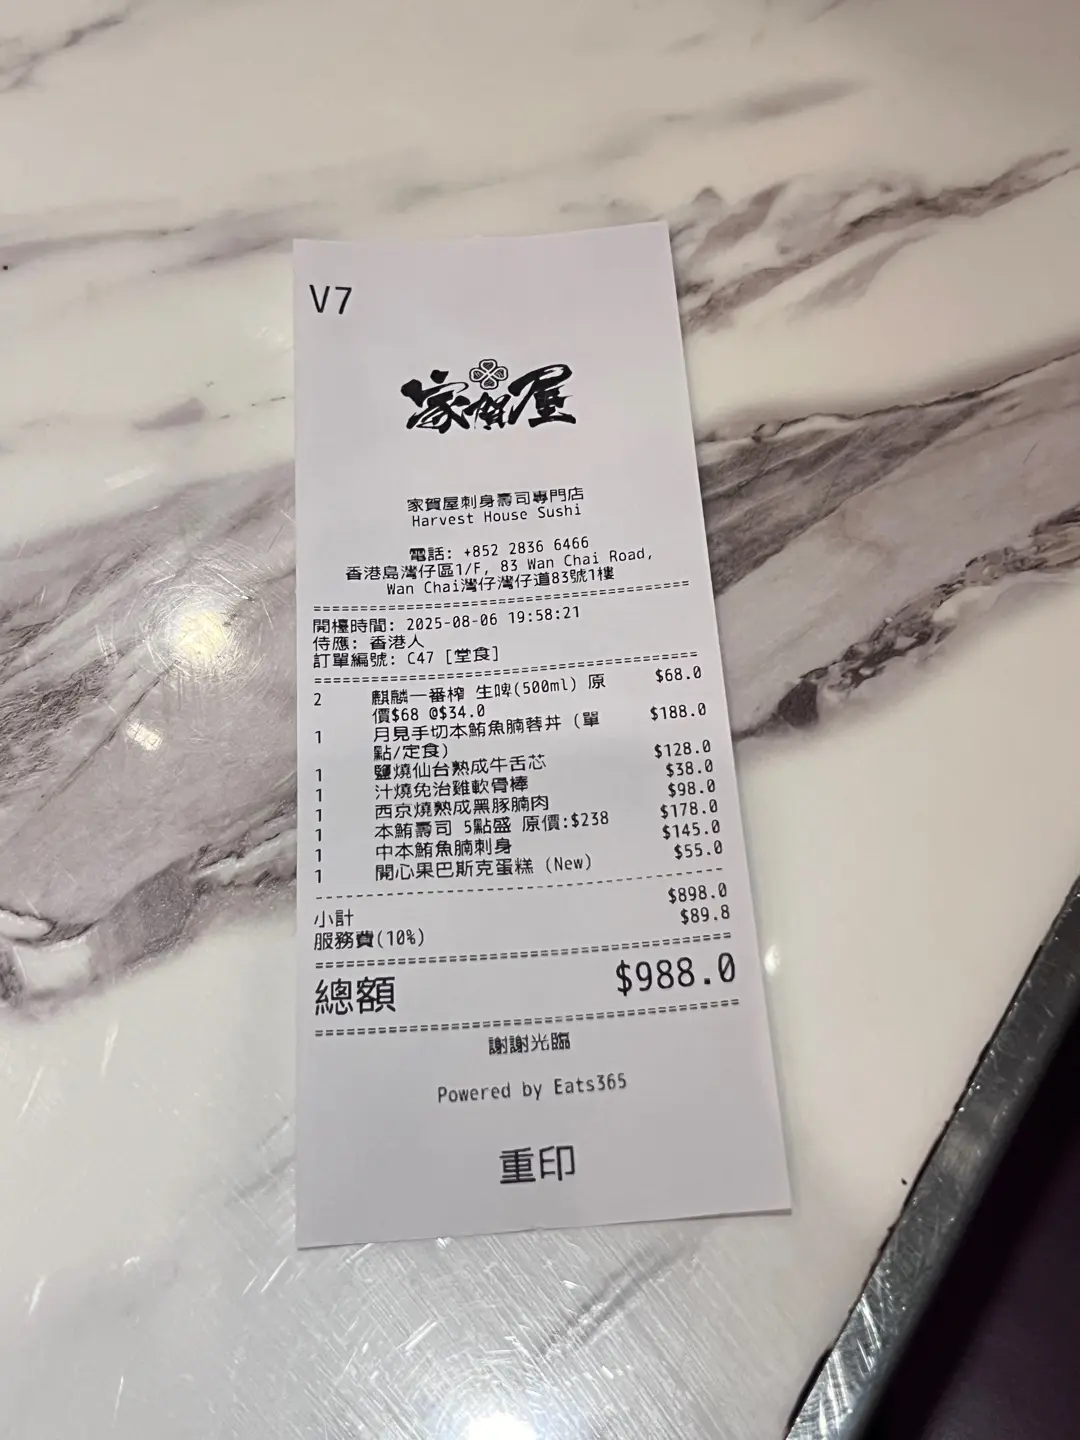 V7
家賀屋
家賀屋刺身壽司專門店
Harvest House Sushi
電話: +852 2836 6466
香港島灣仔區1/F, 83 Wan Chai Road,
Wan Chai灣仔灣仔道83號1樓
開檯時間: 2025-08-06 19:58:21
侍應: 香港人
訂單編號: C47 [堂食]
2 麒麟一番榨 生啤(500ml) 原 $68.0
價$68 @$34.0
1 月見手切本鮪魚腩蓉丼 (單 $188.0
點/定食)
1 鹽燒仙台熟成牛舌芯 $128.0
1 汁燒免治雞軟骨棒 $38.0
1 西京燒熟成黑豚腩肉 $98.0
1 本鮪壽司 5點盛 原價:$238 $178.0
1 中本鮪魚腩刺身 $145.0
1 開心果巴斯克蛋糕 (New) $55.0
小計 $898.0
服務費(10%) $89.8
總額 $988.0
謝謝光臨
Powered by Eats365
重印